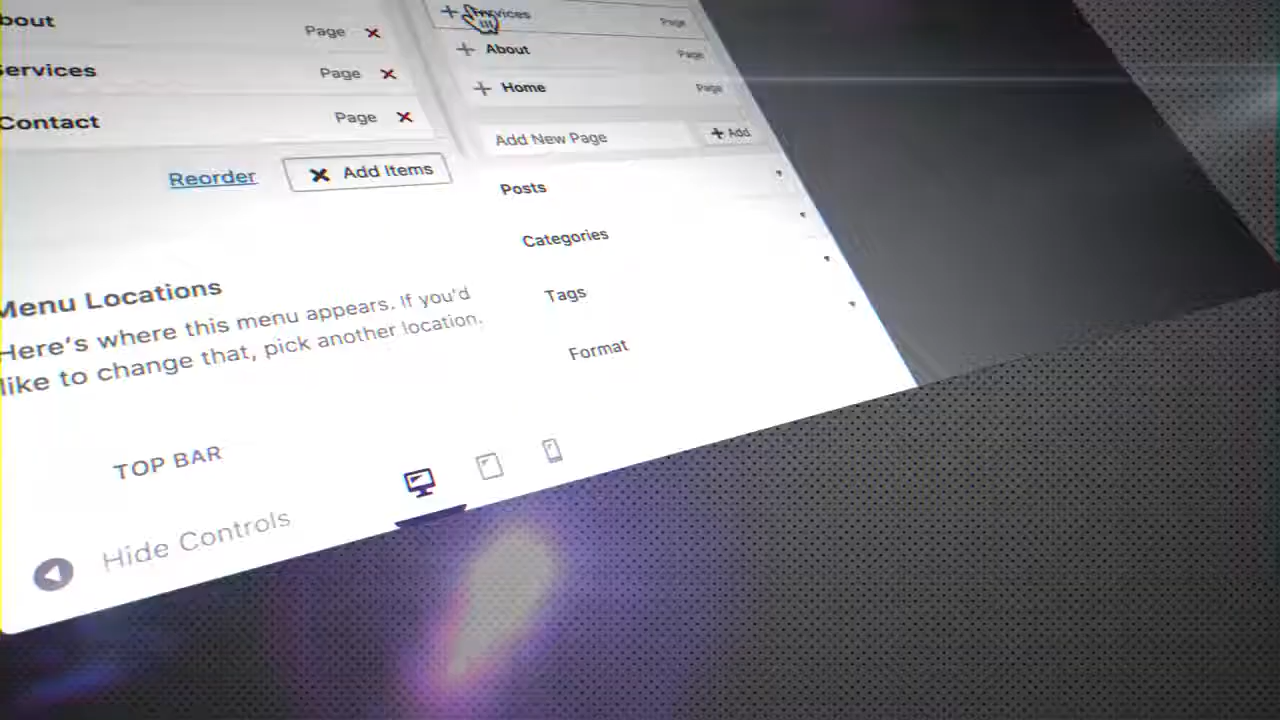 bout Page
ervices Page
Contact Page
Reorder Add Items
Menu Locations
Here's where this menu appears. If you'd
like to change that, pick another location.
TOP BAR
Hide Controls
Services Page
About Page
Home Page
Add New Page Add
Posts
Categories
Tags
Format